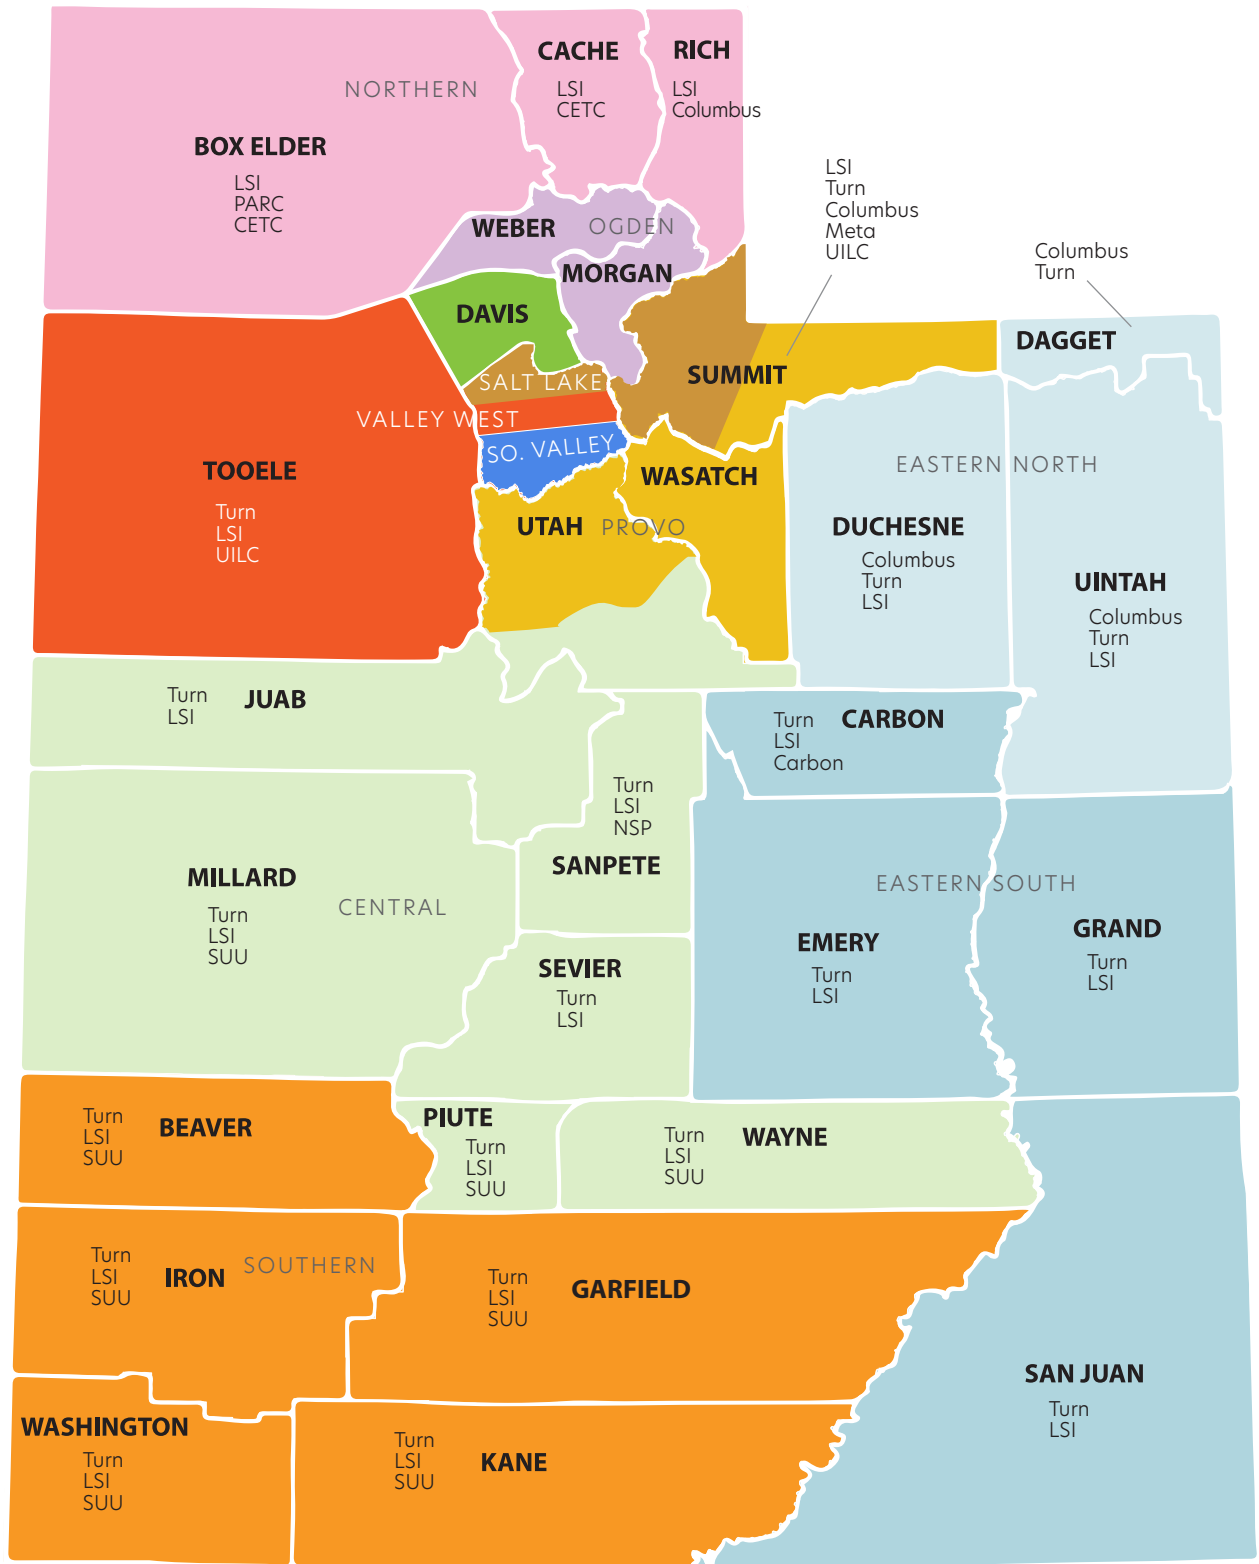 CACHE
LSI
CETC
RICH
LSI
Columbus
NORTHERN
BOX ELDER
LSI
PARC
CETC
LSI
Turn
Columbus
Meta
UILC
WEBER
OGDEN
MORGAN
Columbus
Turn
DAVIS
DAGGET
SUMMIT
SALT LAKE
VALLEY WEST
SO. VALLEY
TOOELE
Turn
LSI
UILC
WASATCH
UTAH
PROVO
EASTERN NORTH
DUCHESNE
Columbus
Turn
LSI
UINTAH
Columbus
Turn
LSI
JUAB
Turn
LSI
CARBON
Turn
LSI
Carbon
Turn
LSI
NSP
SANPETE
MILLARD
Turn
LSI
SUU
CENTRAL
EASTERN SOUTH
EMERY
Turn
LSI
GRAND
Turn
LSI
SEVIER
Turn
LSI
BEAVER
Turn
LSI
SUU
PIUTE
Turn
LSI
SUU
WAYNE
Turn
LSI
SUU
IRON
Turn
LSI
SUU
SOUTHERN
GARFIELD
Turn
LSI
SUU
SAN JUAN
Turn
LSI
WASHINGTON
Turn
LSI
SUU
KANE
Turn
LSI
SUU